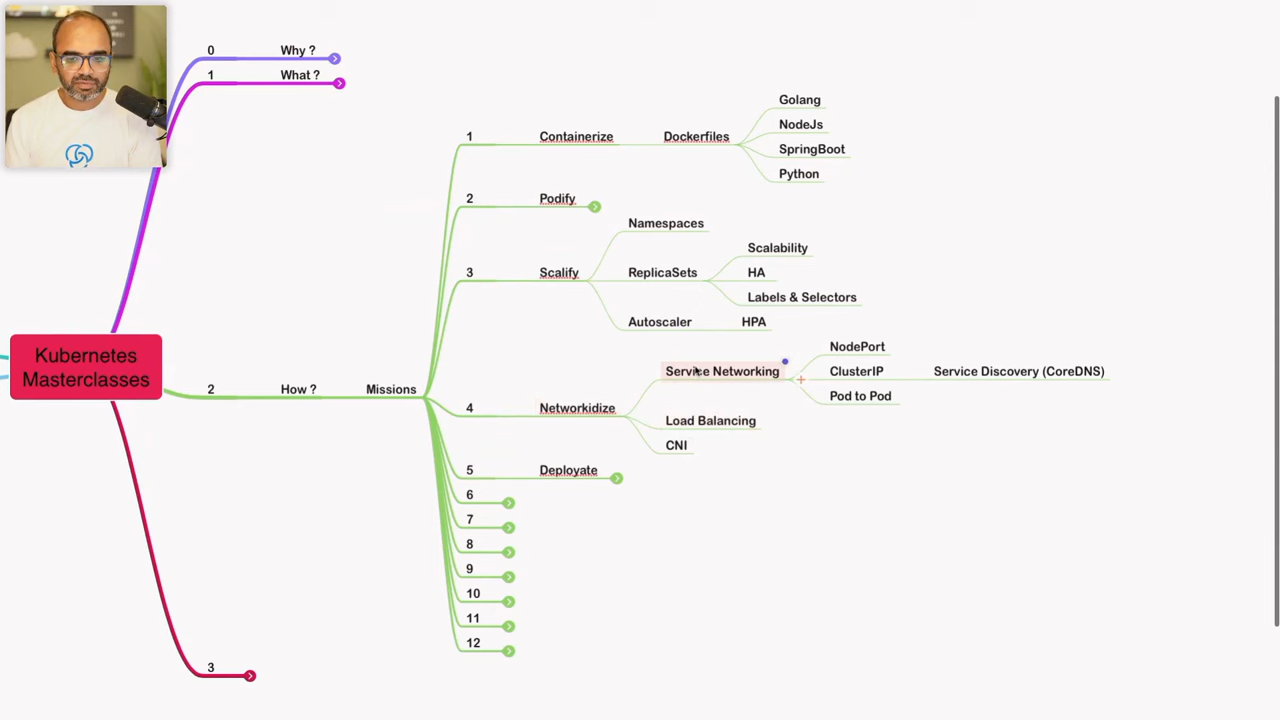 0 Why ?
1 What ?
Golang
1 Containerize Dockerfiles
NodeJs
SpringBoot
Python
2 Podify
Namespaces
Scalability
3 Scalify ReplicaSets HA
Labels & Selectors
Autoscaler HPA
NodePort
Kubernetes
Masterclasses
Service Networking ClusterIP Service Discovery (CoreDNS)
2 How ? Missions
Pod to Pod
4 Networkidize
Load Balancing
CNI
5 Deployate
6
7
8
9
10
11
12
3